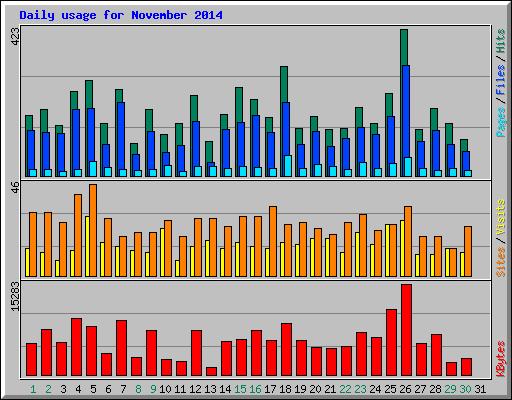 Daily usage for November 2014
423
Pages / Files / Hits
46
Sites / Visits
15283
KBytes
1 2 3 4 5 6 7 8 9 10 11 12 13 14 15 16 17 18 19 20 21 22 23 24 25 26 27 28 29 30 31